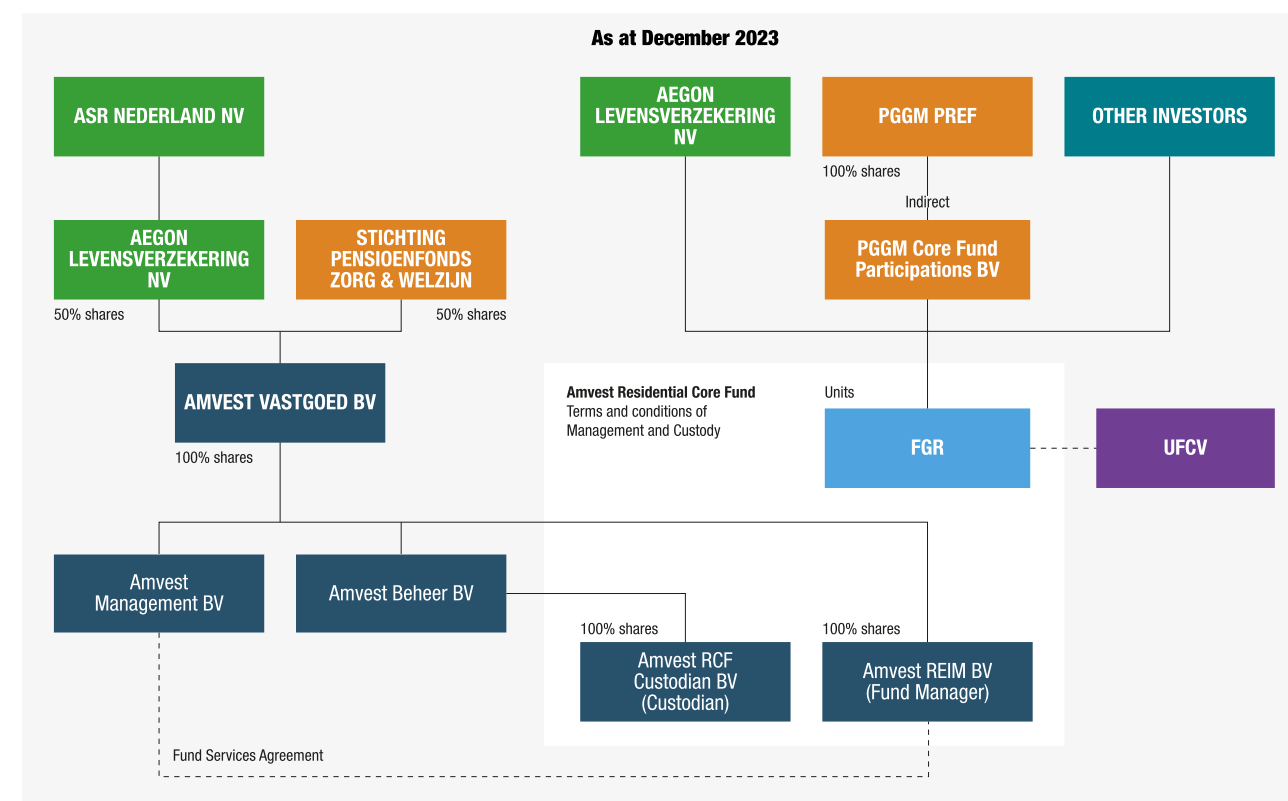 As at December 2023
ASR NEDERLAND NV
AEGON
LEVENSVERZEKERING
NV
PGGM PREF
OTHER INVESTORS
100% shares
Indirect
AEGON
LEVENSVERZEKERING
NV
STICHTING
PENSIOENFONDS
ZORG & WELZIJN
PGGM Core Fund
Participations BV
50% shares
50% shares
AMVEST VASTGOED BV
100% shares
Amvest Residential Core Fund
Terms and conditions of
Management and Custody
Units
FGR
UFCV
Amvest
Management BV
Amvest Beheer BV
100% shares
100% shares
Amvest RCF
Custodian BV
(Custodian)
Amvest REIM BV
(Fund Manager)
Fund Services Agreement